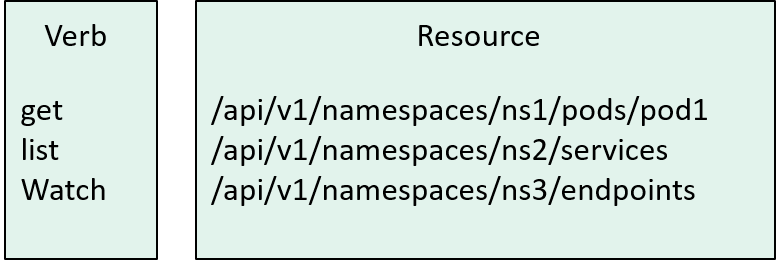 Verb
get
list
Watch
Resource
/api/v1/namespaces/ns1/pods/pod1
/api/v1/namespaces/ns2/services
/api/v1/namespaces/ns3/endpoints